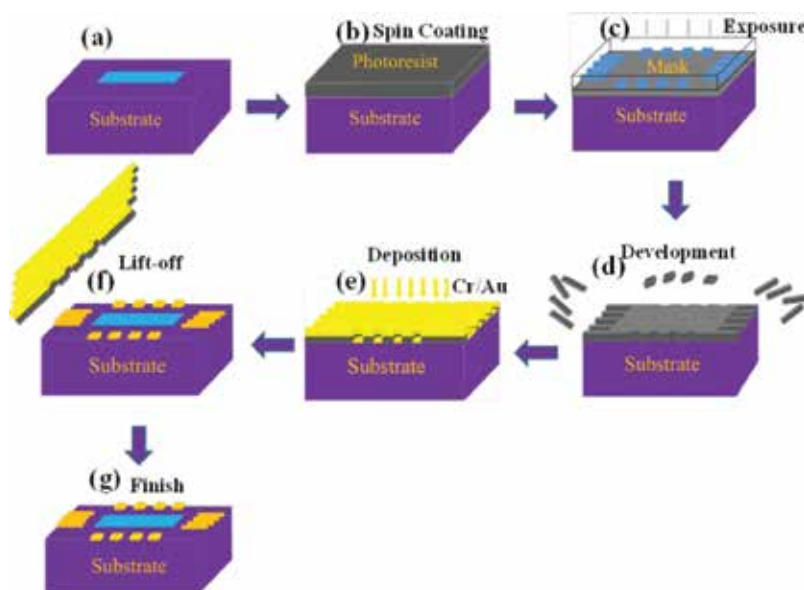 (a)
Substrate
(b) Spin Coating
Photoresist
Substrate
(c) Exposure
Mask
Substrate
Development
(d)
Substrate
Deposition
(e) Cr/Au
Substrate
Lift-off
(f)
Substrate
(g) Finish
Substrate